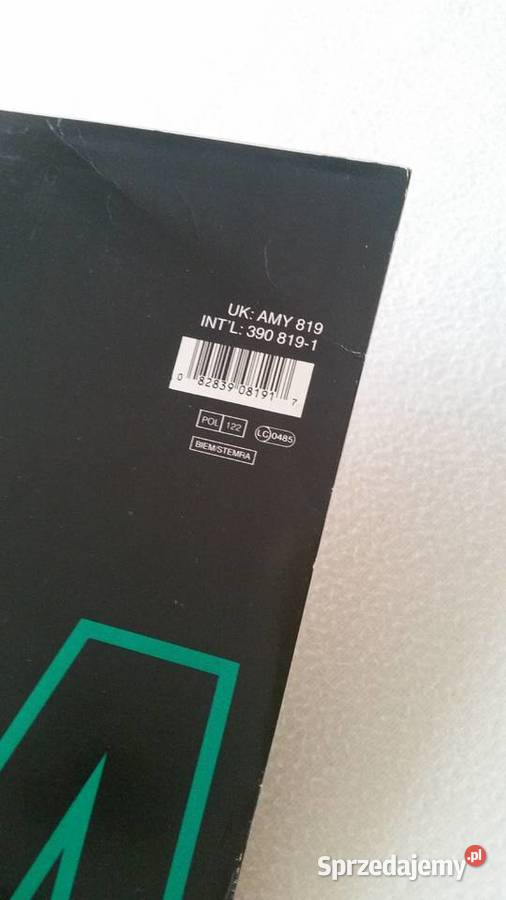 UK: AMY 819
INT'L: 390 819-1
0 82839 08191 7
POL 122 LC 0485
BIEM/STEMRA
Sprzedajemy.pl